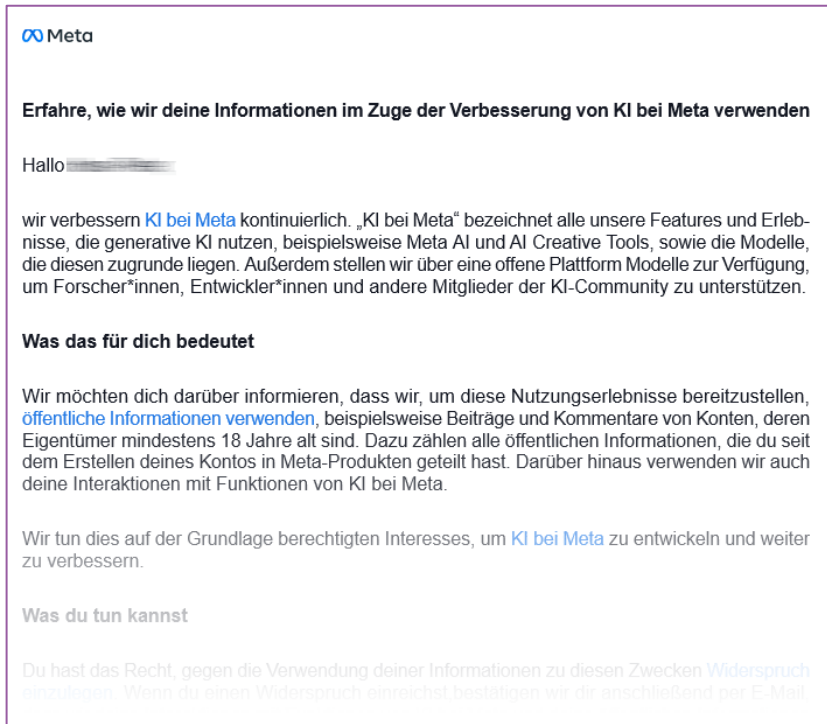 Meta
Erfahre, wie wir deine Informationen im Zuge der Verbesserung von KI bei Meta verwenden
Hallo
wir verbessern KI bei Meta kontinuierlich. „KI bei Meta“ bezeichnet alle unsere Features und Erleb-
nisse, die generative KI nutzen, beispielsweise Meta AI und AI Creative Tools, sowie die Modelle,
die diesen zugrunde liegen. Außerdem stellen wir über eine offene Plattform Modelle zur Verfügung,
um Forscher*innen, Entwickler*innen und andere Mitglieder der KI-Community zu unterstützen.
Was das für dich bedeutet
Wir möchten dich darüber informieren, dass wir, um diese Nutzungserlebnisse bereitzustellen,
öffentliche Informationen verwenden, beispielsweise Beiträge und Kommentare von Konten, deren
Eigentümer mindestens 18 Jahre alt sind. Dazu zählen alle öffentlichen Informationen, die du seit
dem Erstellen deines Kontos in Meta-Produkten geteilt hast. Darüber hinaus verwenden wir auch
deine Interaktionen mit Funktionen von KI bei Meta.
Wir tun dies auf der Grundlage berechtigten Interesses, um KI bei Meta zu entwickeln und weiter
zu verbessern.
Was du tun kannst
Du hast das Recht, gegen die Verwendung deiner Informationen zu diesen Zwecken Widerspruch
einzulegen. Wenn du einen Widerspruch einreichst bestätigen wir dir anschließend per E-Mail,